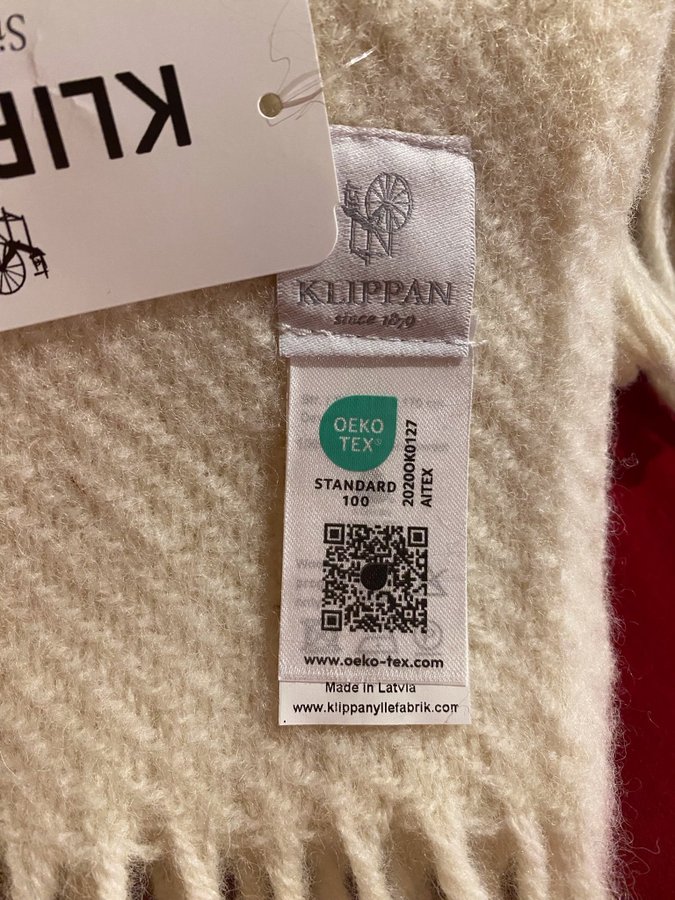 KLIPPAN
since 1879
OEKO
TEX®
STANDARD
100
2020OK0127
AITEX
www.oeko-tex.com
Made in Latvia
www.klippanyllefabrik.com